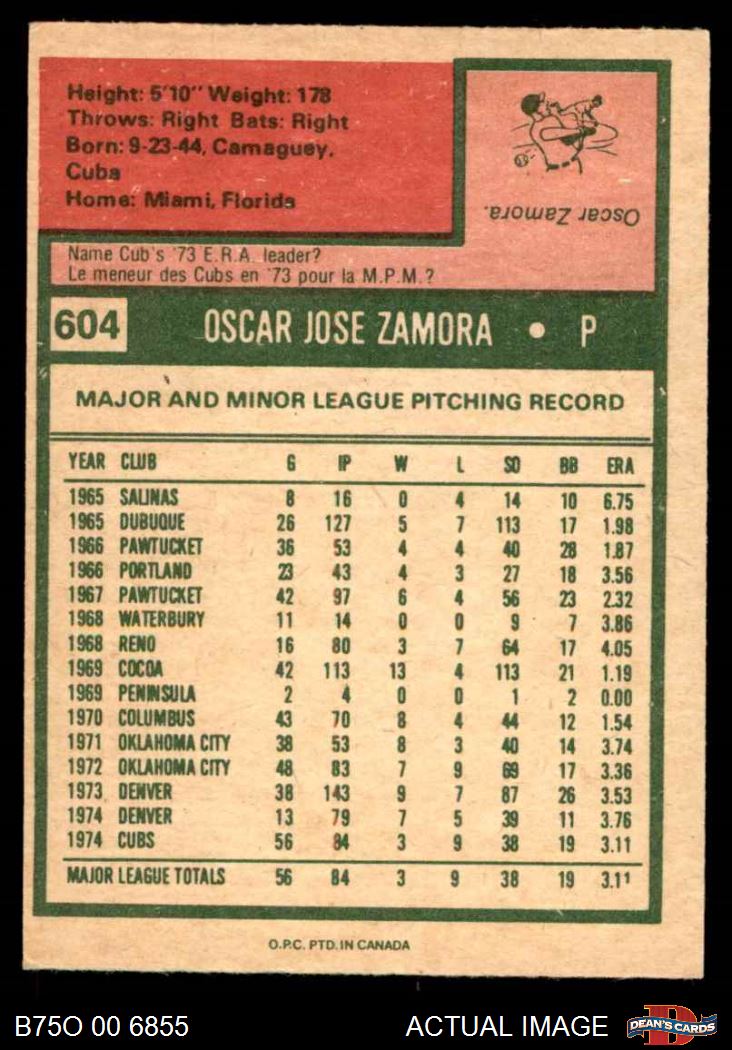 Height: 5'10" Weight: 178
Throws: Right Bats: Right
Born: 9-23-44, Camaguey,
Cuba
Home: Miami, Florida
Oscar Zamora.
Name Cub's '73 E.R.A. leader?
Le meneur des Cubs en '73 pour la M.P.M.?
604 OSCAR JOSE ZAMORA • P
MAJOR AND MINOR LEAGUE PITCHING RECORD
YEAR CLUB G IP W L SO BB ERA
1965 SALINAS 8 16 0 4 14 10 6.75
1965 DUBUQUE 26 127 5 7 113 17 1.98
1966 PAWTUCKET 36 53 4 4 40 28 1.87
1966 PORTLAND 23 43 4 3 27 18 3.56
1967 PAWTUCKET 42 97 6 4 56 23 2.32
1968 WATERBURY 11 14 0 0 9 7 3.86
1968 RENO 16 80 3 7 64 17 4.05
1969 COCOA 42 113 13 4 113 21 1.19
1969 PENINSULA 2 4 0 0 1 2 0.00
1970 COLUMBUS 43 70 8 4 44 12 1.54
1971 OKLAHOMA CITY 38 53 8 3 40 14 3.74
1972 OKLAHOMA CITY 48 83 7 9 69 17 3.36
1973 DENVER 38 143 9 7 87 26 3.53
1974 DENVER 13 79 7 5 39 11 3.76
1974 CUBS 56 84 3 9 38 19 3.11
MAJOR LEAGUE TOTALS 56 84 3 9 38 19 3.11
O.P.C. PTD. IN CANADA
B75O 00 6855 ACTUAL IMAGE D DEAN'S CARDS